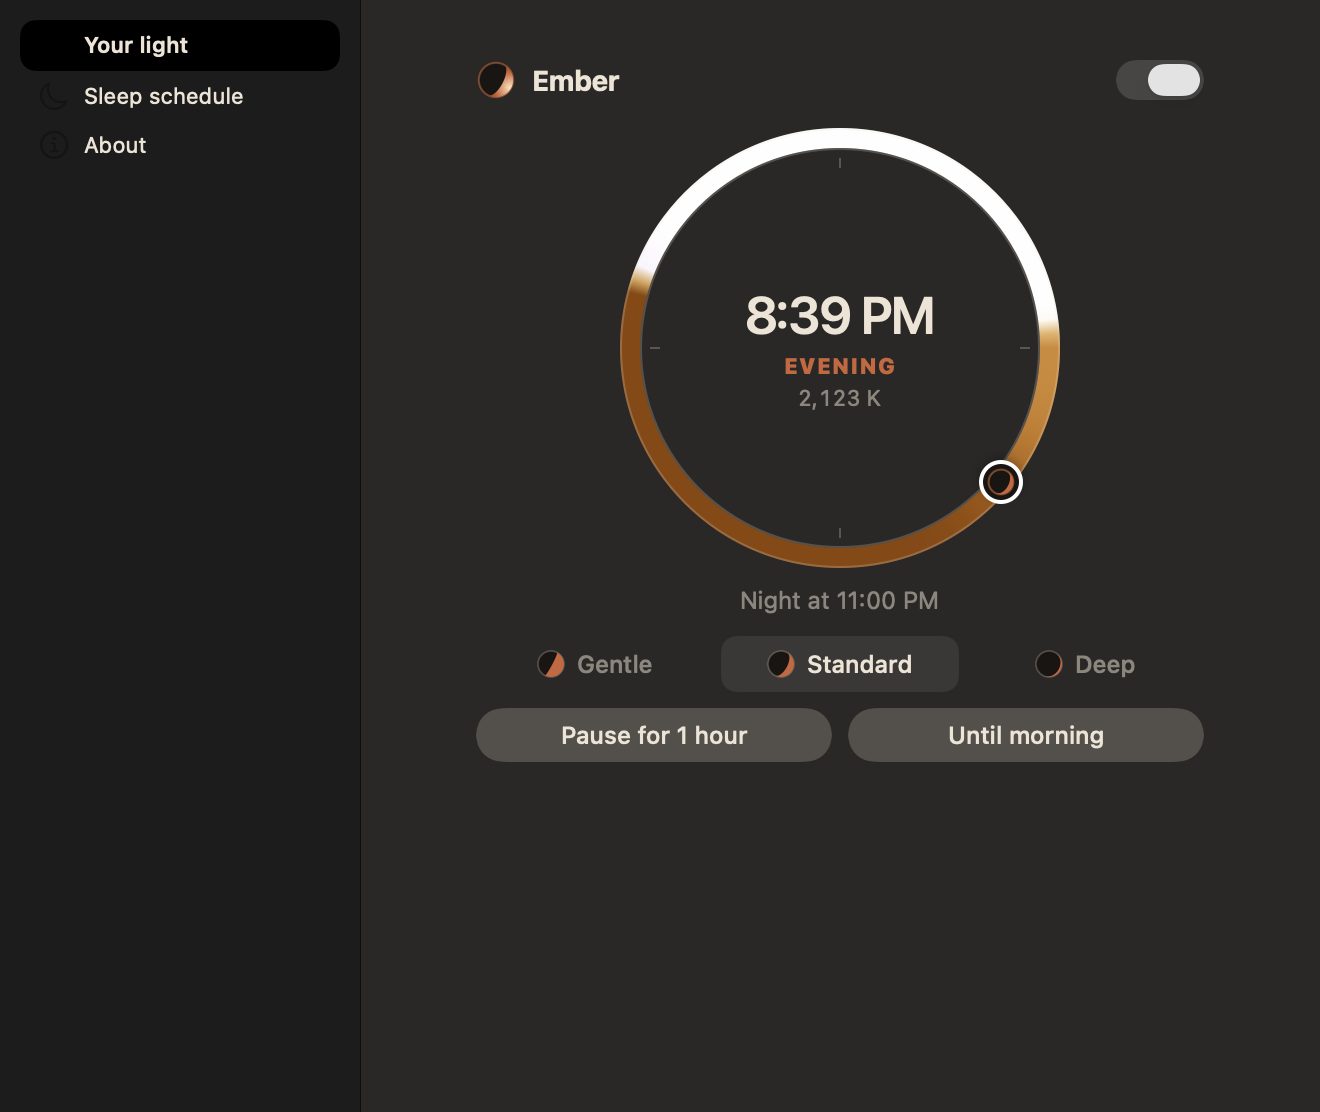 Your light
Sleep schedule
About
Ember
8:39 PM
EVENING
2,123 K
Night at 11:00 PM
Gentle
Standard
Deep
Pause for 1 hour
Until morning